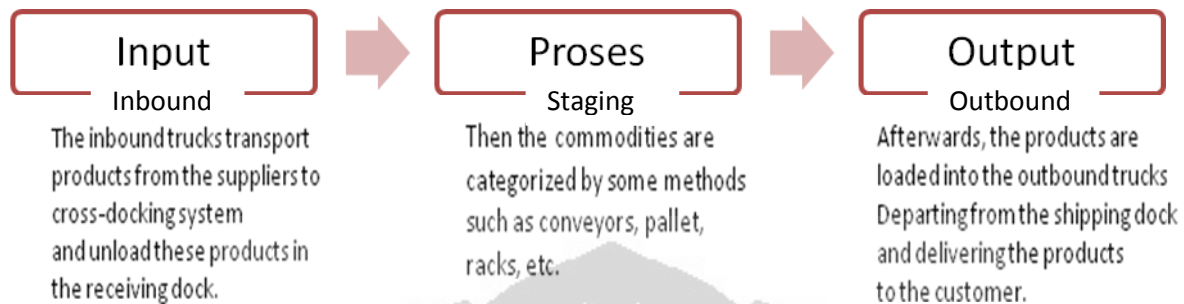 Input
Inbound
The inbound trucks transport
products from the suppliers to
cross-docking system
and unload these products in
the receiving dock.
Proses
Staging
Then the commodities are
categorized by some methods
such as conveyors, pallet,
racks, etc.
Output
Outbound
Afterwards, the products are
loaded into the outbound trucks
Departing from the shipping dock
and delivering the products
to the customer.